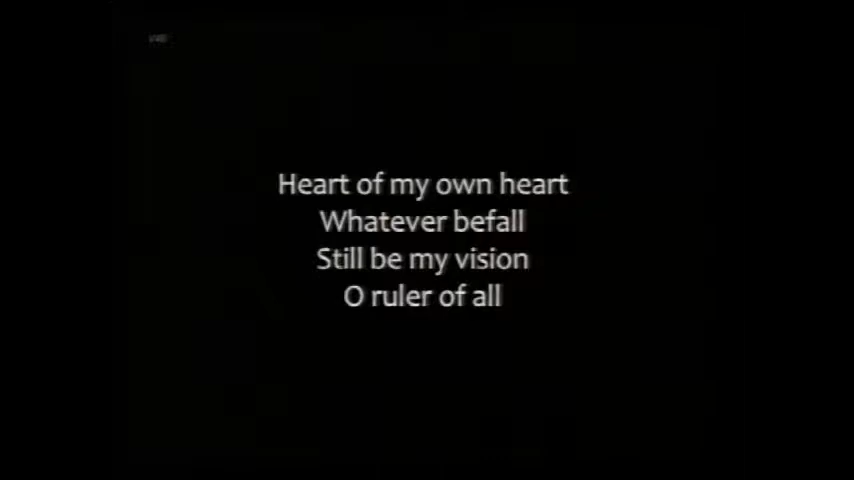 Heart of my own heart
Whatever befall
Still be my vision
O ruler of all